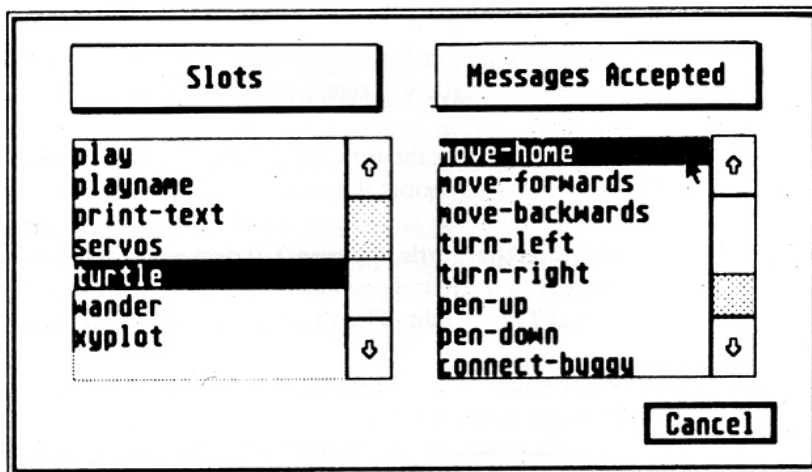 Slots
play
playname
print-text
servos
turtle
wander
xyplot
Messages Accepted
move-home
move-forwards
move-backwards
turn-left
turn-right
pen-up
pen-down
connect-buggy
Cancel